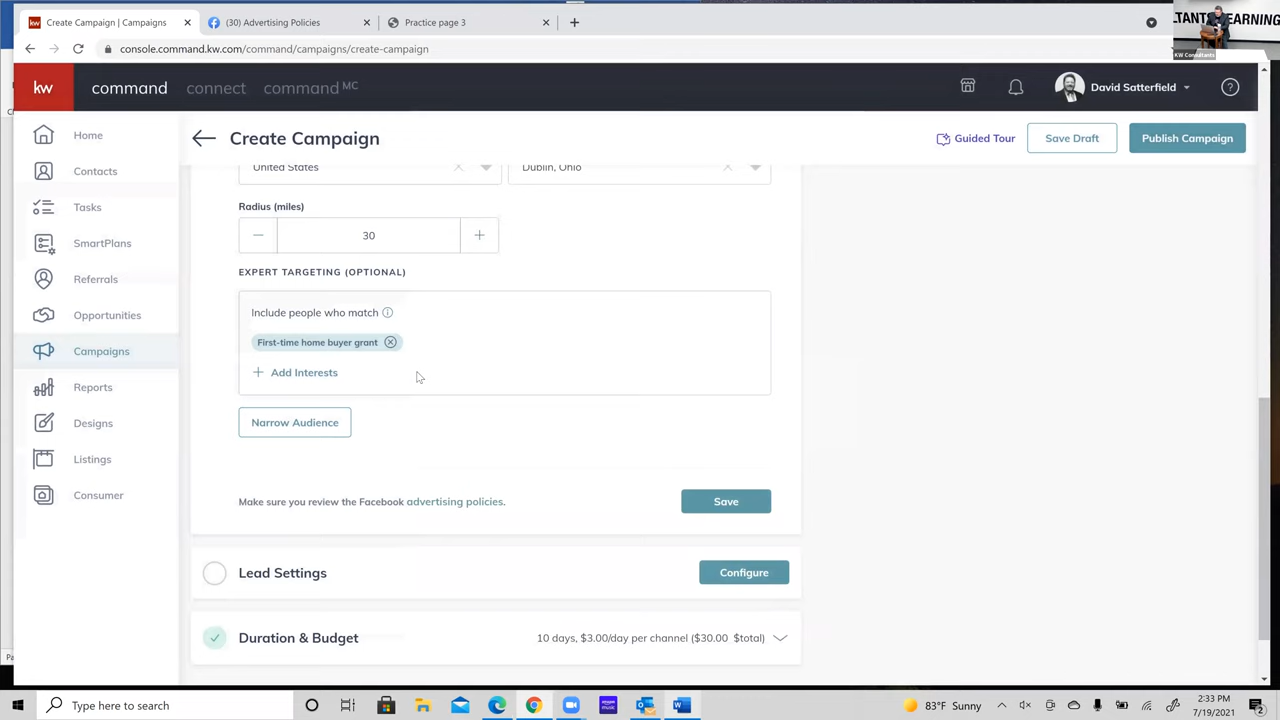 Create Campaign | Campaigns
(30) Advertising Policies
Practice page 3
console.command.kw.com/command/campaigns/create-campaign
KW Consultants
kw command connect command MC
David Satterfield
Home
Contacts
Tasks
SmartPlans
Referrals
Opportunities
Campaigns
Reports
Designs
Listings
Consumer
Create Campaign
Guided Tour
Save Draft
Publish Campaign
United States
Dublin, Ohio
Radius (miles)
30
EXPERT TARGETING (OPTIONAL)
Include people who match
First-time home buyer grant
Add Interests
Narrow Audience
Make sure you review the Facebook advertising policies.
Save
Lead Settings
Configure
Duration & Budget
10 days, $3.00/day per channel ($30.00 $total)
Type here to search
83°F Sunny
2:33 PM
7/19/2021